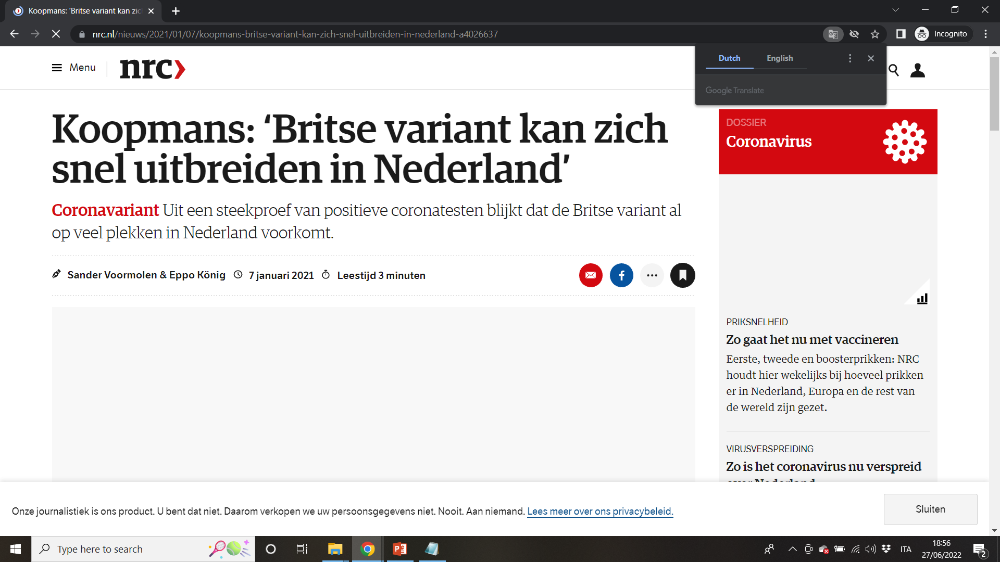 Koopmans: ‘Britse variant kan zic
nrc.nl/nieuws/2021/01/07/koopmans-britse-variant-kan-zich-snel-uitbreiden-in-nederland-a4026637
Incognito
Dutch
English
Google Translate
Menu
nrc
Koopmans: ‘Britse variant kan zich
snel uitbreiden in Nederland’
Coronavariant Uit een steekproef van positieve coronatesten blijkt dat de Britse variant al
op veel plekken in Nederland voorkomt.
Sander Voormolen & Eppo König 7 januari 2021 Leestijd 3 minuten
DOSSIER
Coronavirus
PRIKSNELHEID
Zo gaat het nu met vaccineren
Eerste, tweede en boosterprikken: NRC
houdt hier wekelijks bij hoeveel prikken
er in Nederland, Europa en de rest van
de wereld zijn gezet.
VIRUSVERSPREIDING
Zo is het coronavirus nu verspreid
over Nederland
Onze journalistiek is ons product. U bent dat niet. Daarom verkopen we uw persoonsgegevens niet. Nooit. Aan niemand. Lees meer over ons privacybeleid.
Sluiten
Type here to search
ITA
18:56
27/06/2022
2